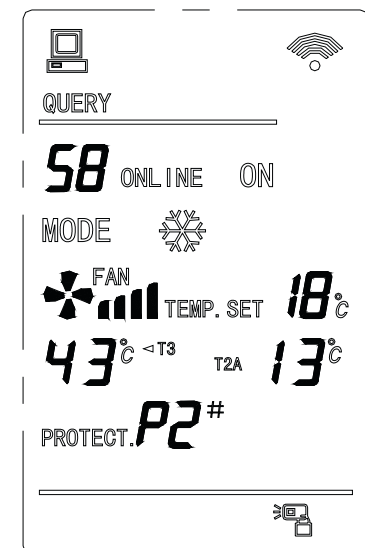 QUERY
58 ONLINE ON
MODE
FAN
TEMP. SET 18°C
43°C ◁T3 T2A 13°C
PROTECT. P2#